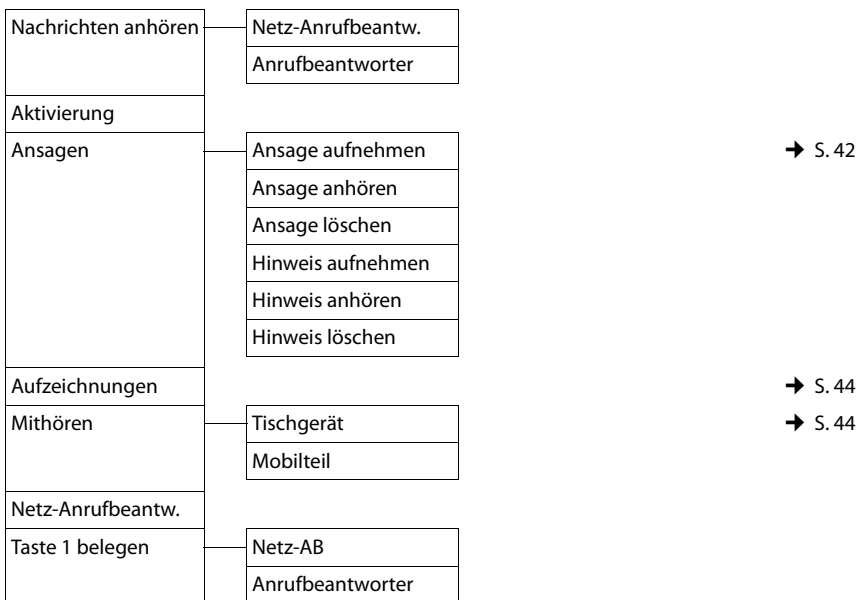 Nachrichten anhören Netz-Anrufbeantw.
Anrufbeantworter
Aktivierung
Ansagen Ansage aufnehmen → S. 42
Ansage anhören
Ansage löschen
Hinweis aufnehmen
Hinweis anhören
Hinweis löschen
Aufzeichnungen → S. 44
Mithören Tischgerät → S. 44
Mobilteil
Netz-Anrufbeantw.
Taste 1 belegen Netz-AB
Anrufbeantworter